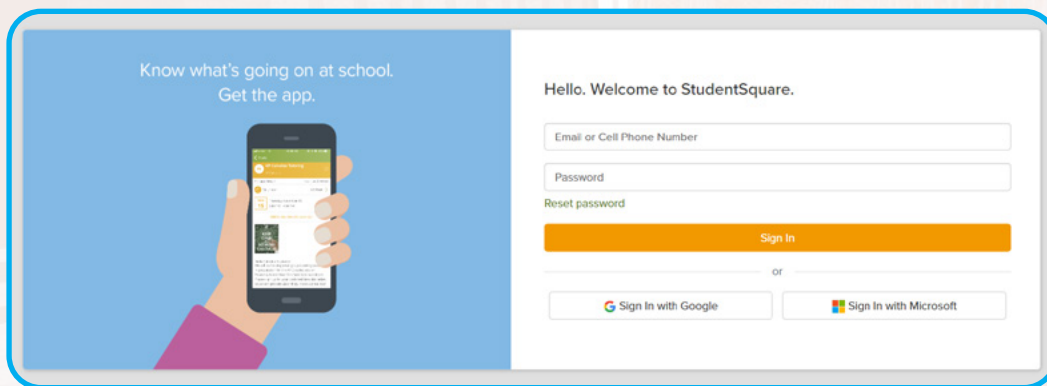 Know what's going on at school.
Get the app.
Hello. Welcome to StudentSquare.
Email or Cell Phone Number
Password
Reset password
Sign In
or
Sign In with Google
Sign In with Microsoft